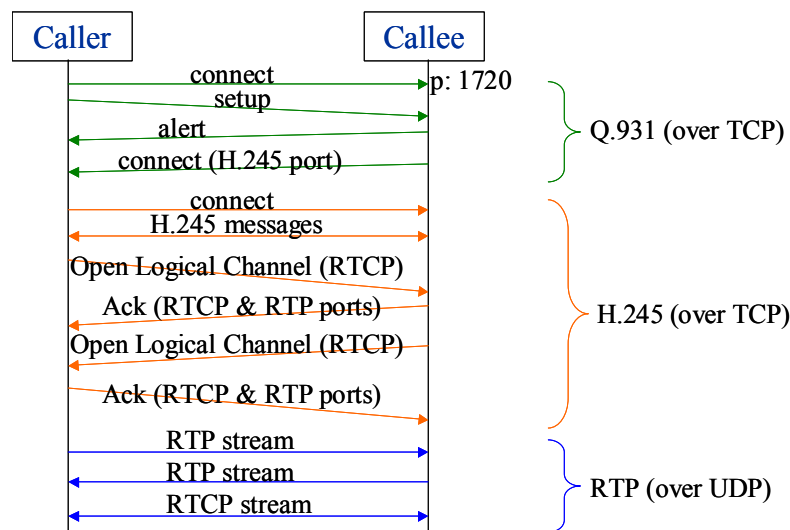 Caller
Callee
connect
p: 1720
setup
alert
Q.931 (over TCP)
connect (H.245 port)
connect
H.245 messages
Open Logical Channel (RTCP)
Ack (RTCP & RTP ports)
H.245 (over TCP)
Open Logical Channel (RTCP)
Ack (RTCP & RTP ports)
RTP stream
RTP stream
RTP (over UDP)
RTCP stream